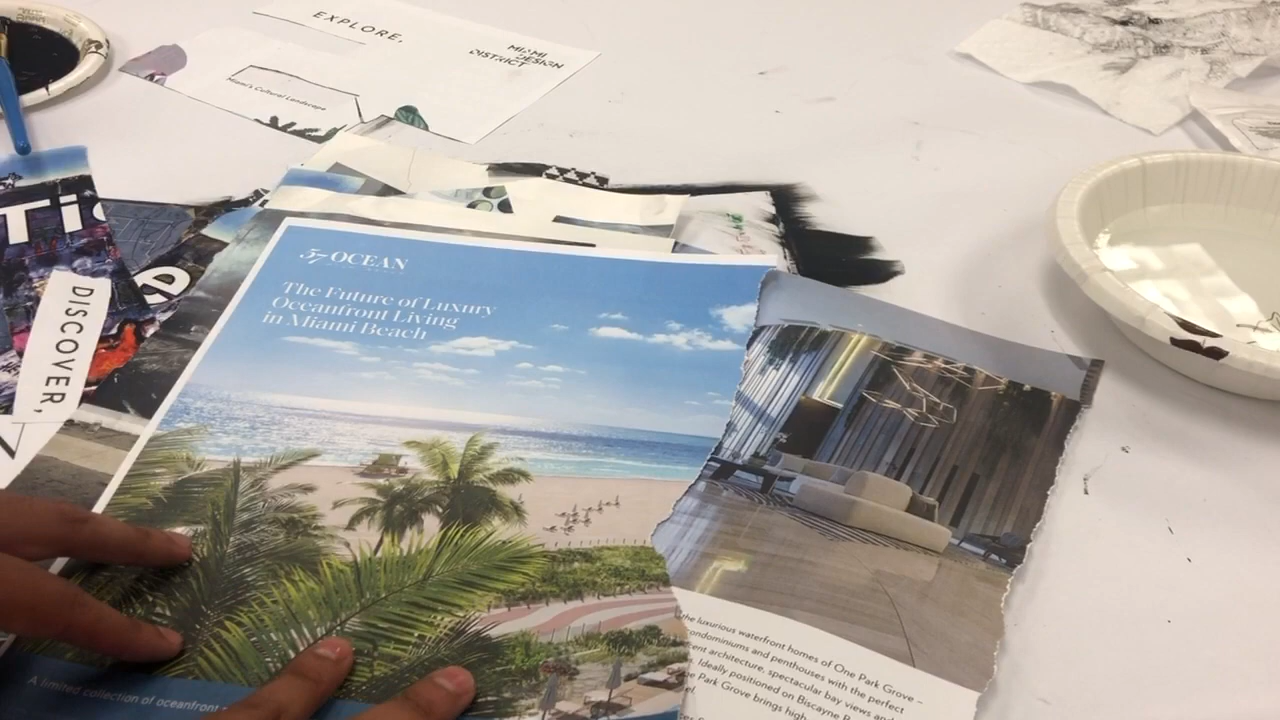 EXPLORE,
MIAMI
DESIGN
DISTRICT
Miami's Cultural Landscape
Ti
e
DISCOVER,
57 OCEAN
The Future of Luxury
Oceanfront Living
in Miami Beach
A limited collection of oceanfront
the luxurious waterfront homes of One Park Grove –
condominiums and penthouses with the perfect
architecture, spectacular bay views and
Ideally positioned on Biscayne
Park Grove brings high